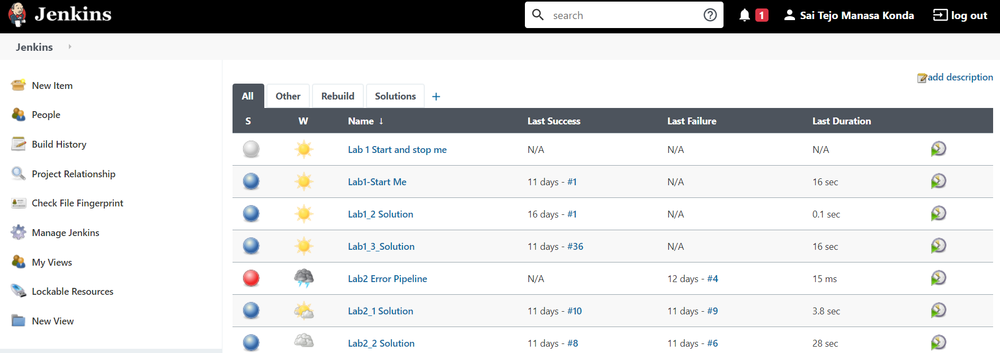 Jenkins
search
1
Sai Tejo Manasa Konda
log out
Jenkins
New Item
People
Build History
Project Relationship
Check File Fingerprint
Manage Jenkins
My Views
Lockable Resources
New View
add description
All Other Rebuild Solutions +
S W Name ↓ Last Success Last Failure Last Duration
Lab 1 Start and stop me N/A N/A N/A
Lab1-Start Me 11 days - #1 N/A 16 sec
Lab1_2 Solution 16 days - #1 N/A 0.1 sec
Lab1_3_Solution 11 days - #36 N/A 16 sec
Lab2 Error Pipeline N/A 12 days - #4 15 ms
Lab2_1 Solution 11 days - #10 11 days - #9 3.8 sec
Lab2_2 Solution 11 days - #8 11 days - #6 28 sec